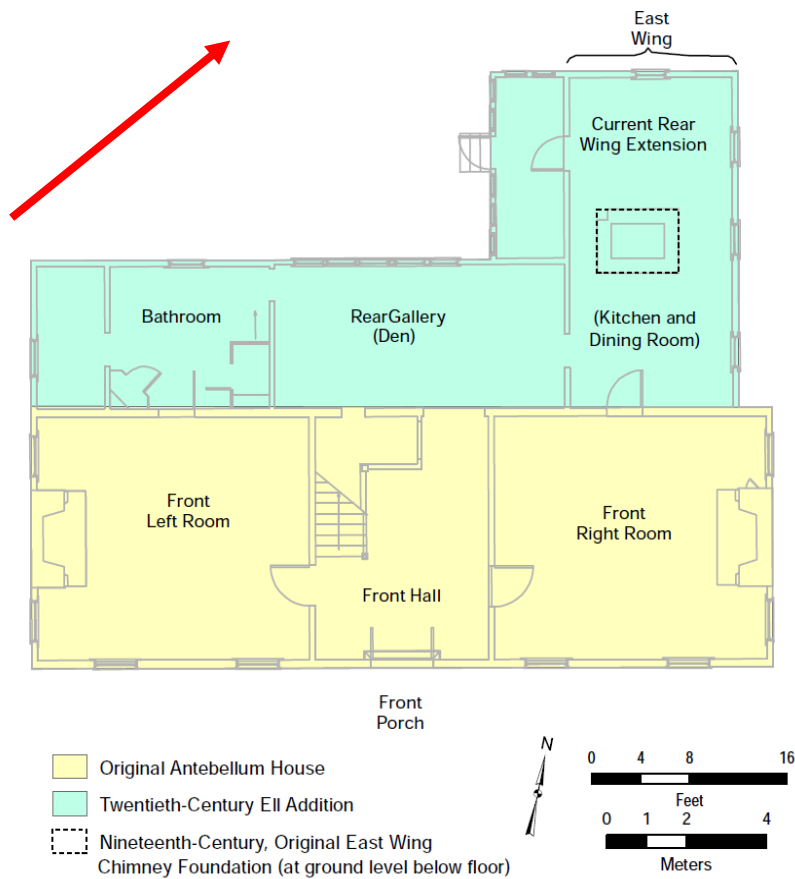 East
Wing
Current Rear
Wing Extension
Bathroom
RearGallery
(Den)
(Kitchen and
Dining Room)
Front
Left Room
Front
Right Room
Front Hall
Front
Porch
Original Antebellum House
Twentieth-Century Ell Addition
Nineteenth-Century, Original East Wing
Chimney Foundation (at ground level below floor)
N
0 4 8 16
Feet
0 1 2 4
Meters